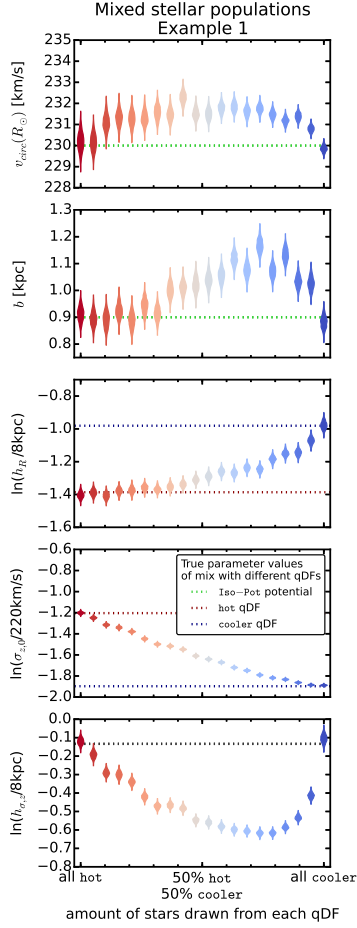 Mixed stellar populations
Example 1
235
234
233
232
231
230
229
228
v_circ(R_⊙) [km/s]
1.3
1.2
1.1
1.0
0.9
0.8
b [kpc]
−0.8
−1.0
−1.2
−1.4
−1.6
ln(h_R/8kpc)
−0.6
−0.8
−1.0
−1.2
−1.4
−1.6
−1.8
−2.0
ln(σ_z,0/220km/s)
True parameter values
of mix with different qDFs
Iso−Pot potential
hot qDF
cooler qDF
0.0
−0.1
−0.2
−0.3
−0.4
−0.5
−0.6
−0.7
−0.8
ln(h_σ,z/8kpc)
all hot
50% hot
50% cooler
all cooler
amount of stars drawn from each qDF